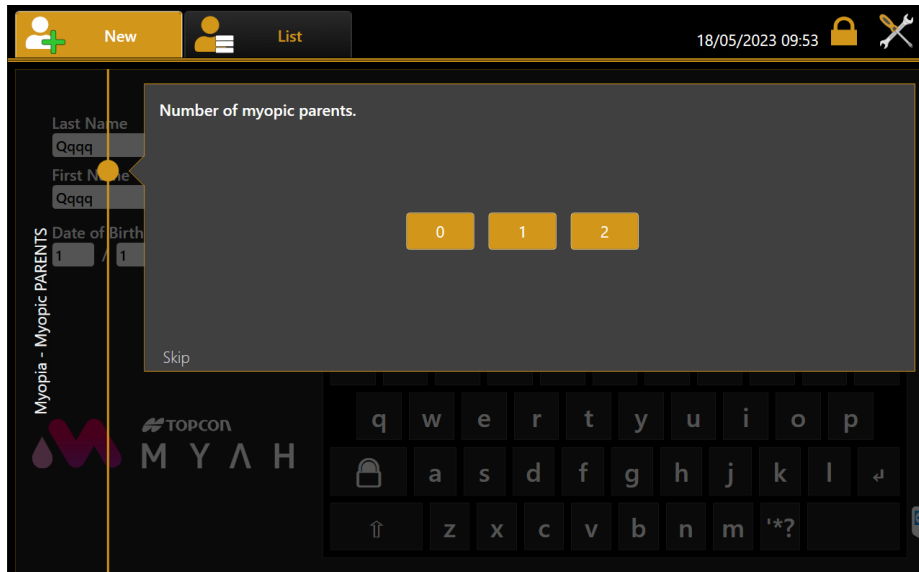 New
List
18/05/2023 09:53
Number of myopic parents.
Last Name
Qqqq
First Name
Qqqq
Date of Birth
1 / 1
0 1 2
Skip
Myopia - Myopic PARENTS
TOPCON
MYAH
q w e r t y u i o p
a s d f g h j k l
z x c v b n m '*?